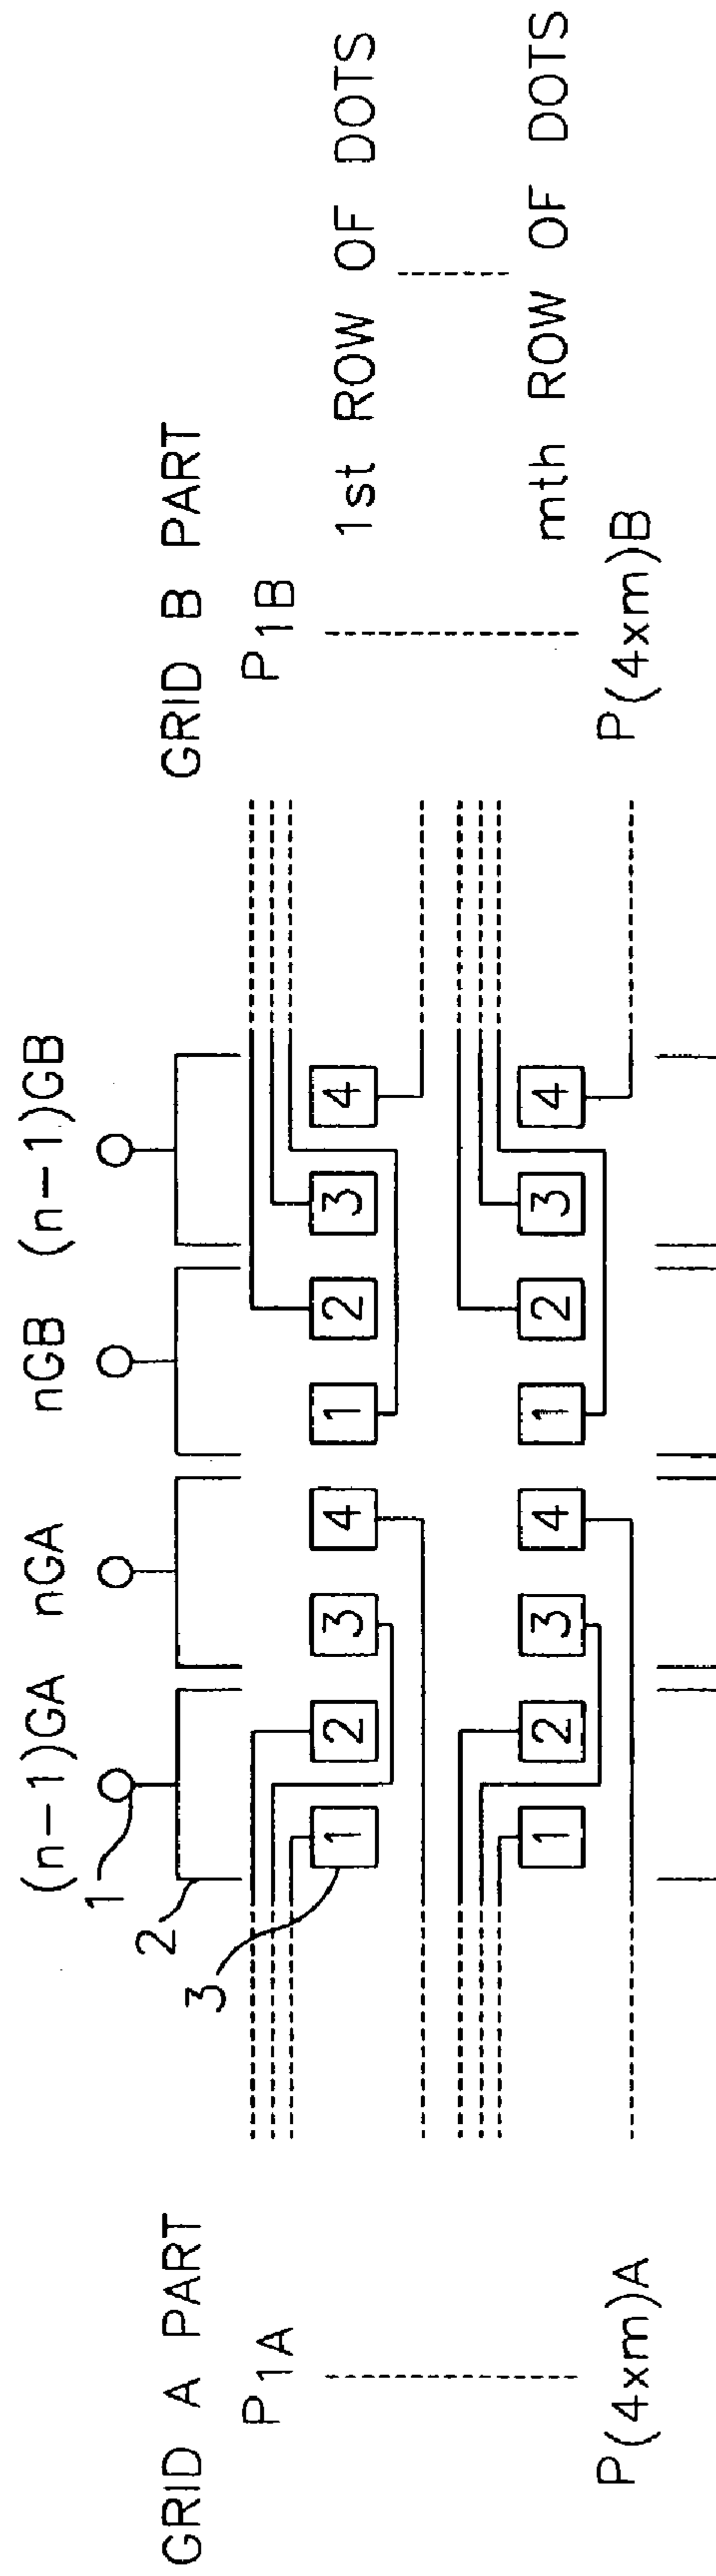 (n-1)GA nGA nGB (n-1)GB
1
2
3
GRID A PART
GRID B PART
P1A
P1B
1 2 3 4 1 2 3 4
1st ROW OF DOTS
1 2 3 4 1 2 3 4
mth ROW OF DOTS
P(4xm)A
P(4xm)B